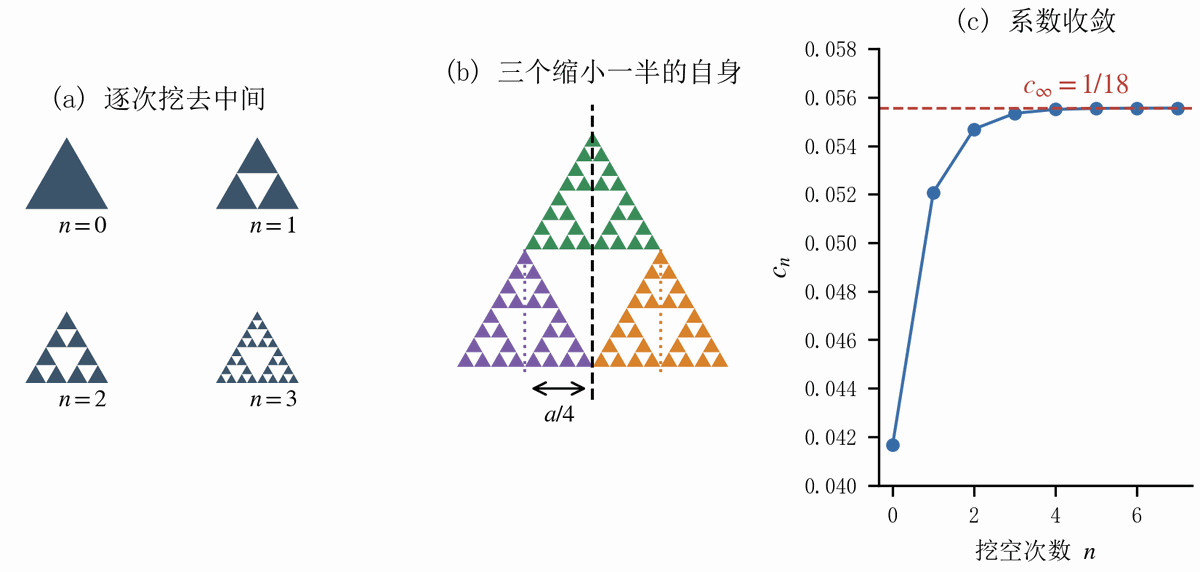 (a) 逐次挖去中间
n=0
n=1
n=2
n=3
(b) 三个缩小一半的自身
a/4
(c) 系数收敛
c∞ = 1/18
0.058
0.056
0.054
0.052
0.050
0.048
0.046
0.044
0.042
0.040
cn
0 2 4 6
挖空次数 n